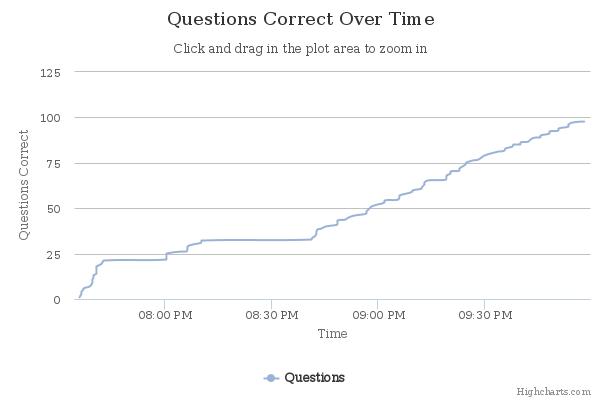 Questions Correct Over Time
Click and drag in the plot area to zoom in
Questions Correct
125
100
75
50
25
0
08:00 PM 08:30 PM 09:00 PM 09:30 PM
Time
Questions
Highcharts.com